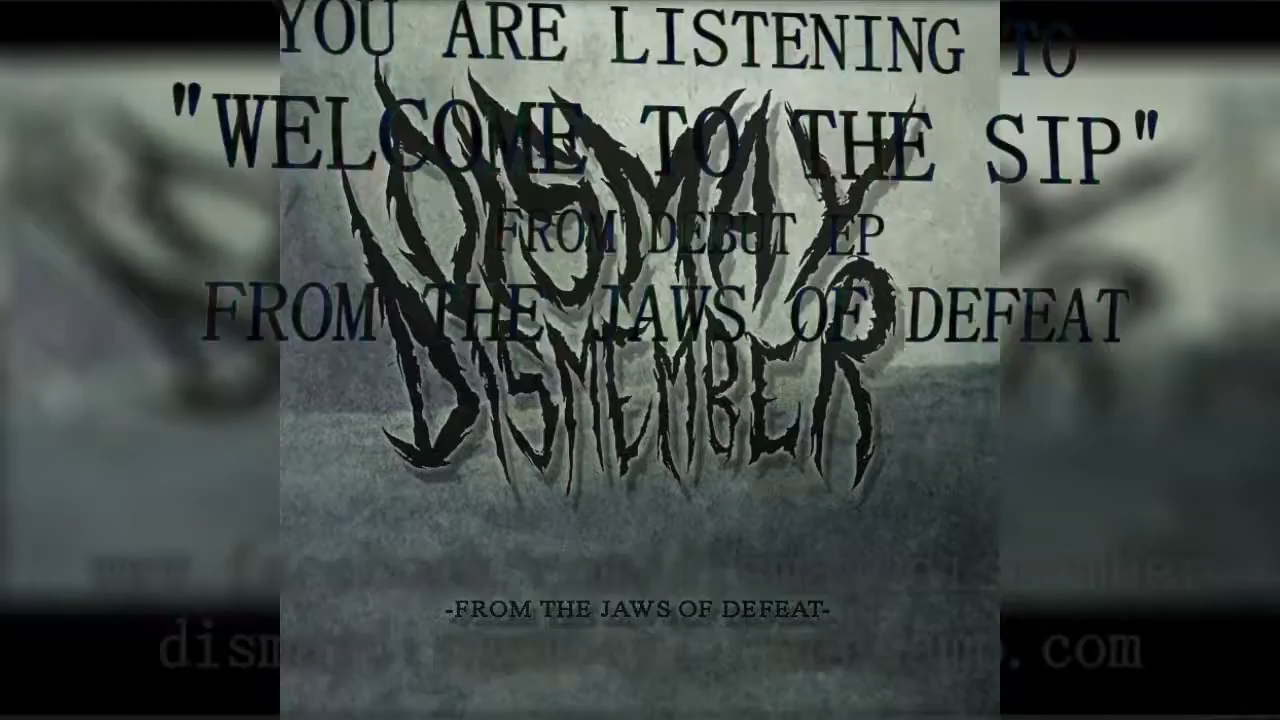 YOU ARE LISTENING TO
"WELCOME TO THE SIP"
FROM DEBUT EP
FROM THE JAWS OF DEFEAT
DISMAY
DISMEMBER
-FROM THE JAWS OF DEFEAT-
.com